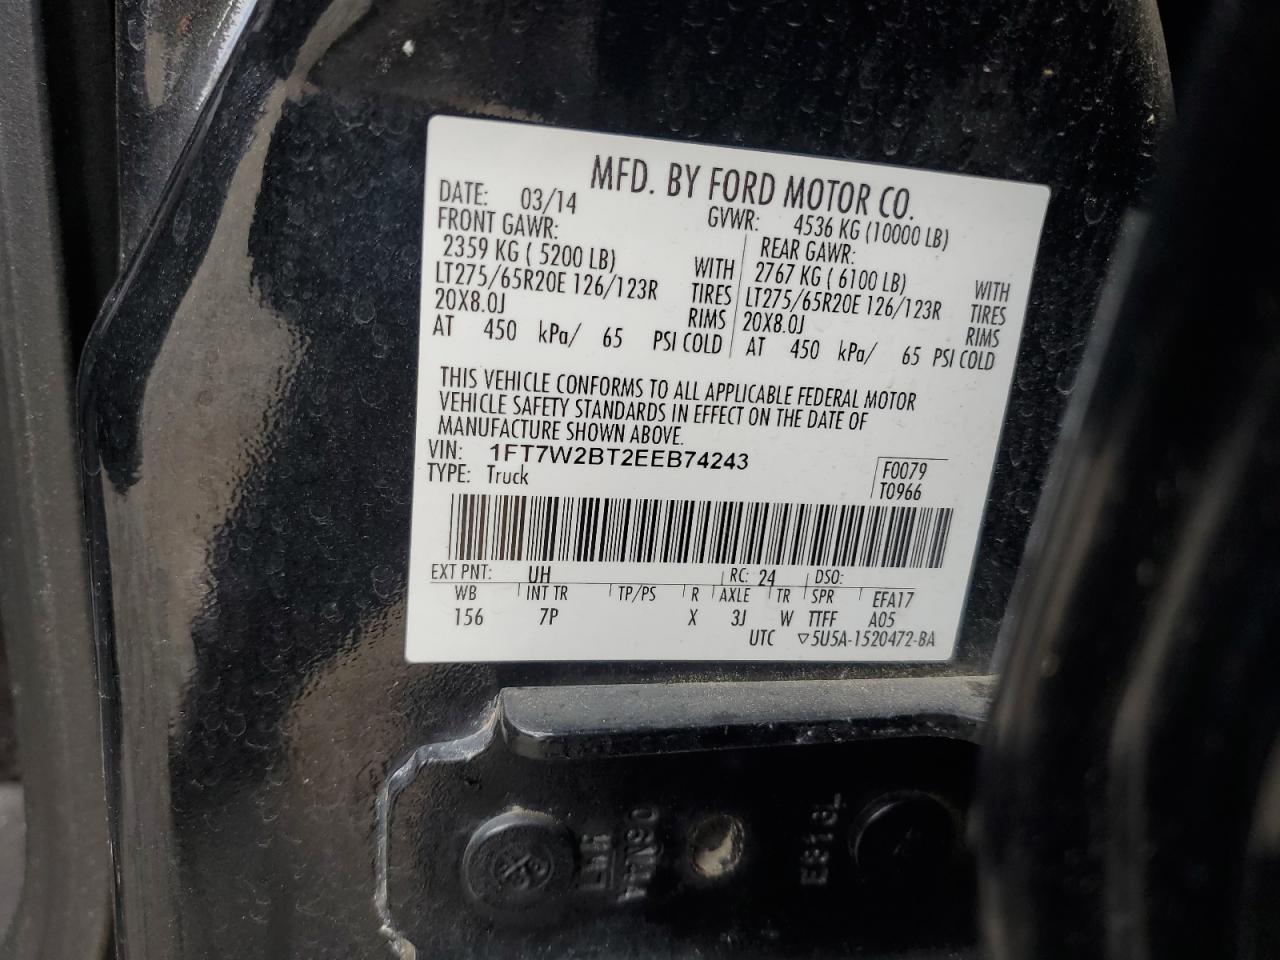 MFD. BY FORD MOTOR CO.
DATE: 03/14 GVWR: 4536 KG (10000 LB)
FRONT GAWR: REAR GAWR:
2359 KG ( 5200 LB) WITH 2767 KG ( 6100 LB) WITH
LT275/65R20E 126/123R TIRES LT275/65R20E 126/123R TIRES
20X8.0J RIMS 20X8.0J RIMS
AT 450 kPa/ 65 PSI COLD AT 450 kPa/ 65 PSI COLD
THIS VEHICLE CONFORMS TO ALL APPLICABLE FEDERAL MOTOR
VEHICLE SAFETY STANDARDS IN EFFECT ON THE DATE OF
MANUFACTURE SHOWN ABOVE.
VIN: 1FT7W2BT2EEB74243 F0079
TYPE: Truck T0966
EXT PNT: UH RC: 24 DSO:
WB INT TR TP/PS R AXLE TR SPR EFA17
156 7P X 3J W TTFF A05
UTC ▽5U5A-1520472-BA